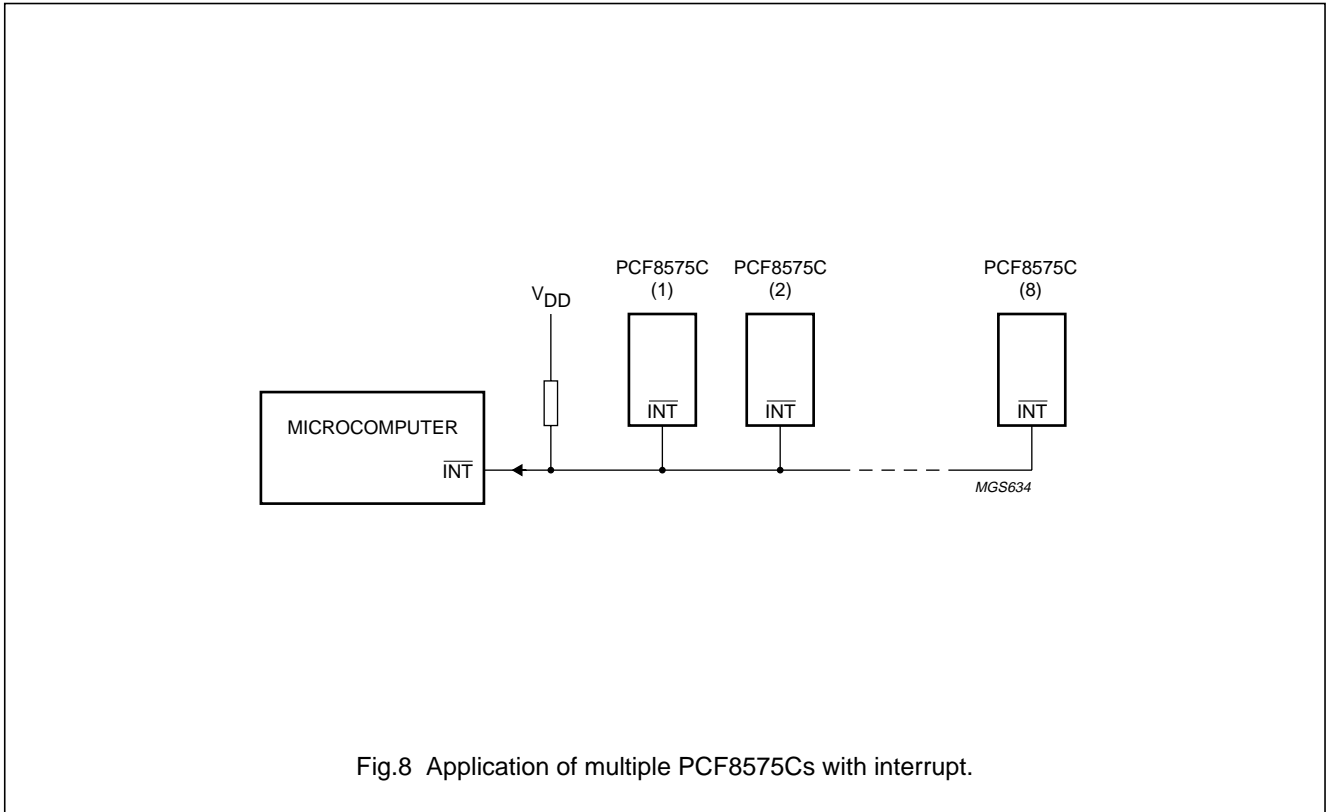 PCF8575C
(1)
PCF8575C
(2)
PCF8575C
(8)
VDD
INT
INT
INT
MICROCOMPUTER
INT
MGS634
Fig.8 Application of multiple PCF8575Cs with interrupt.